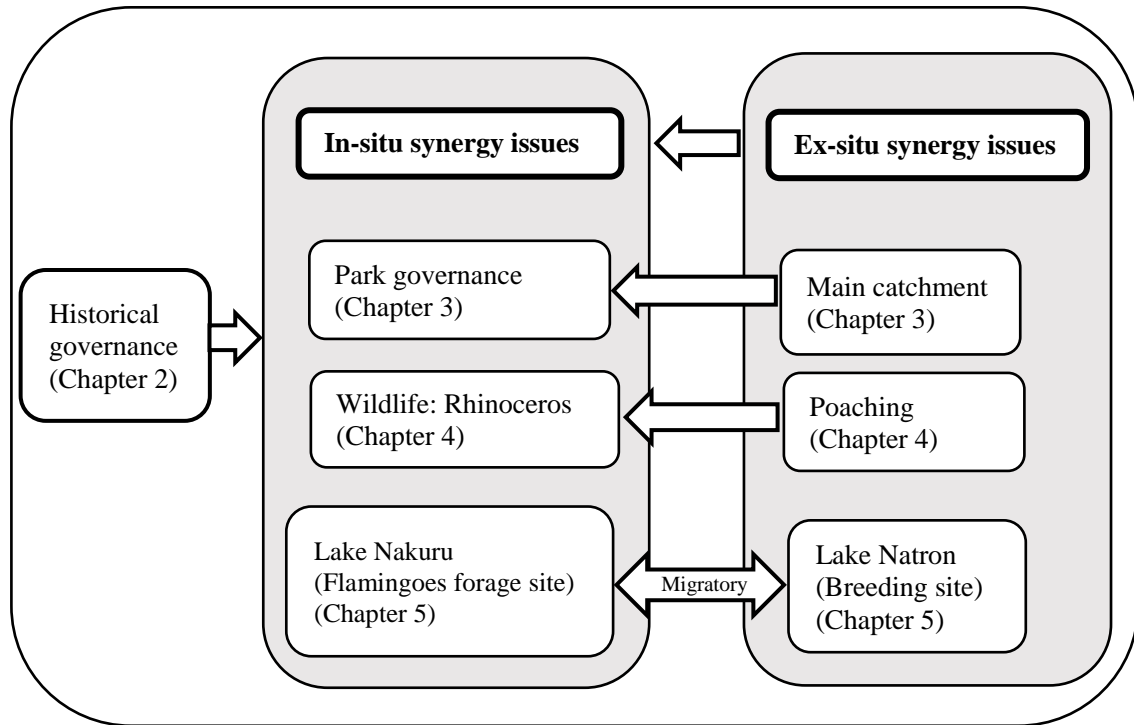 In-situ synergy issues
Ex-situ synergy issues
Historical
governance
(Chapter 2)
Park governance
(Chapter 3)
Main catchment
(Chapter 3)
Wildlife: Rhinoceros
(Chapter 4)
Poaching
(Chapter 4)
Lake Nakuru
(Flamingoes forage site)
(Chapter 5)
Migratory
Lake Natron
(Breeding site)
(Chapter 5)